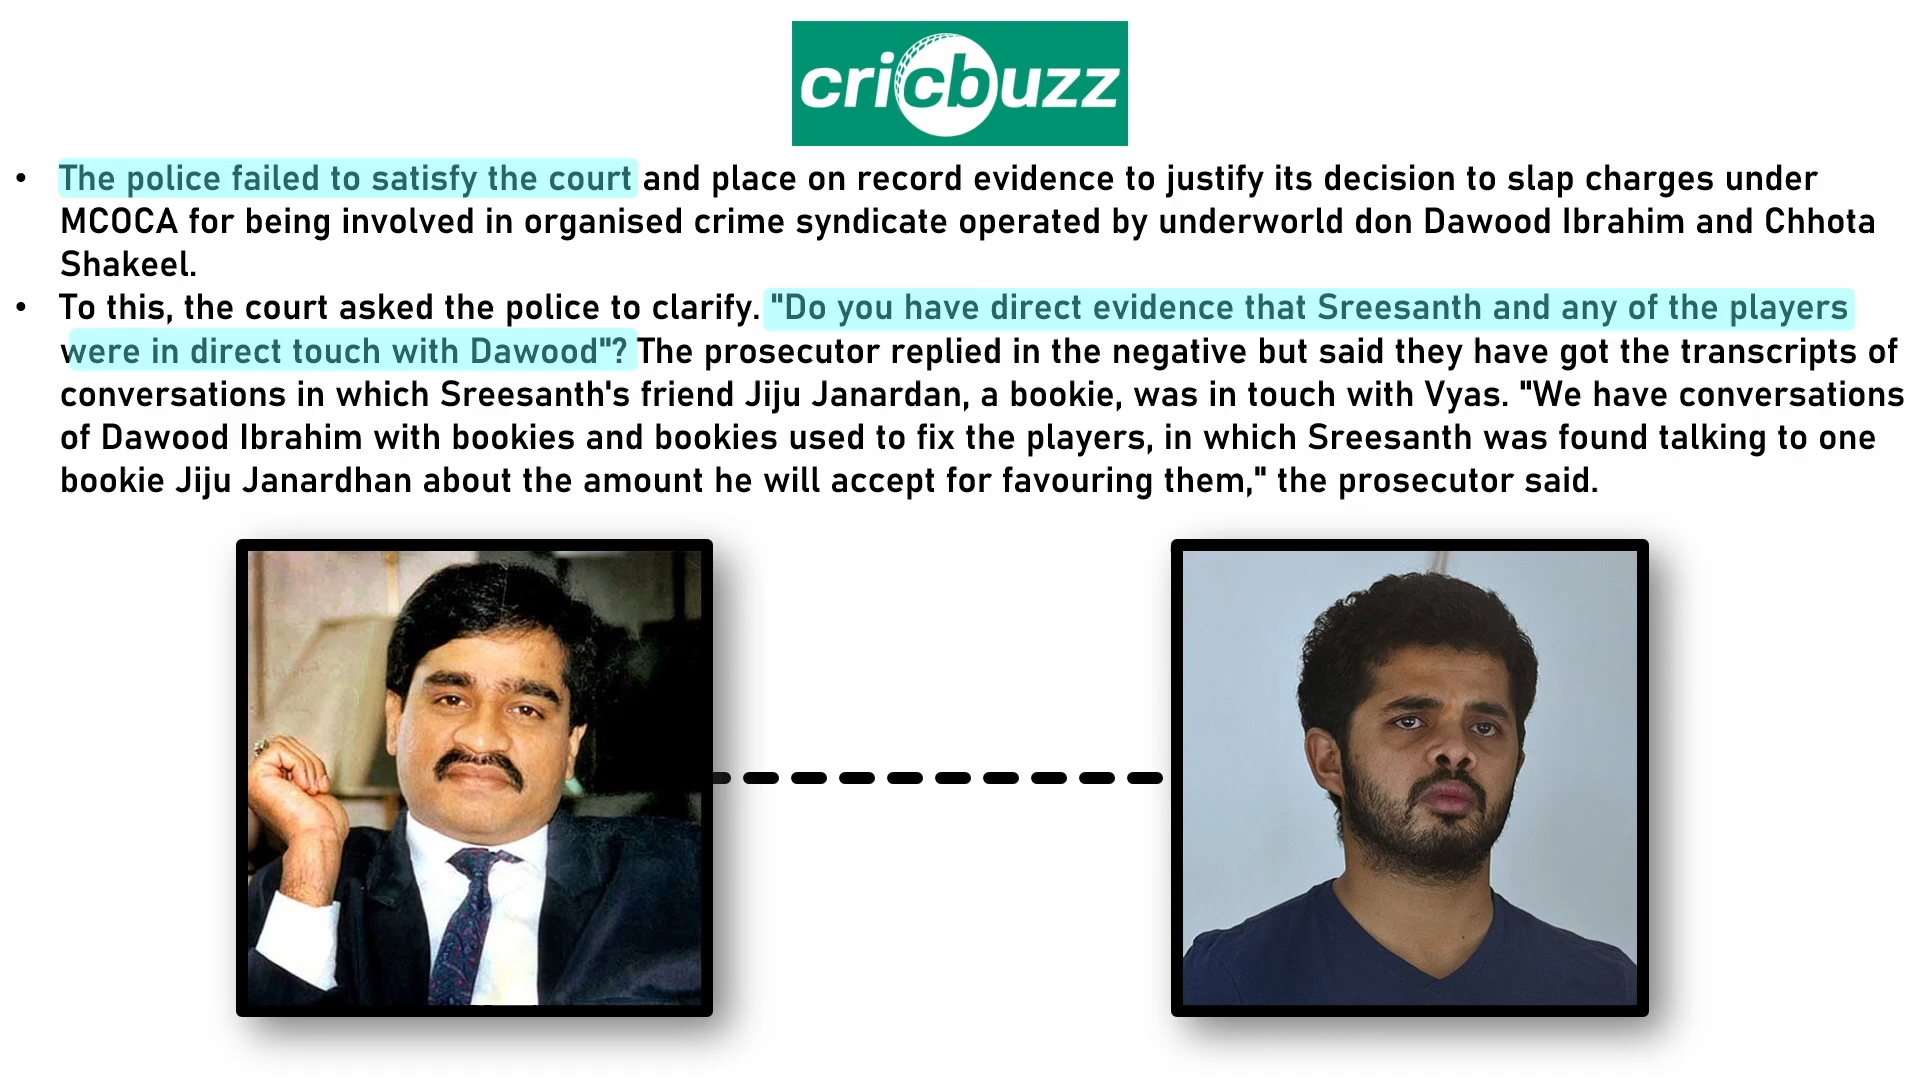 cricbuzz
• The police failed to satisfy the court and place on record evidence to justify its decision to slap charges under
MCOCA for being involved in organised crime syndicate operated by underworld don Dawood Ibrahim and Chhota
Shakeel.
• To this, the court asked the police to clarify. "Do you have direct evidence that Sreesanth and any of the players
were in direct touch with Dawood"? The prosecutor replied in the negative but said they have got the transcripts of
conversations in which Sreesanth's friend Jiju Janardan, a bookie, was in touch with Vyas. "We have conversations
of Dawood Ibrahim with bookies and bookies used to fix the players, in which Sreesanth was found talking to one
bookie Jiju Janardhan about the amount he will accept for favouring them," the prosecutor said.